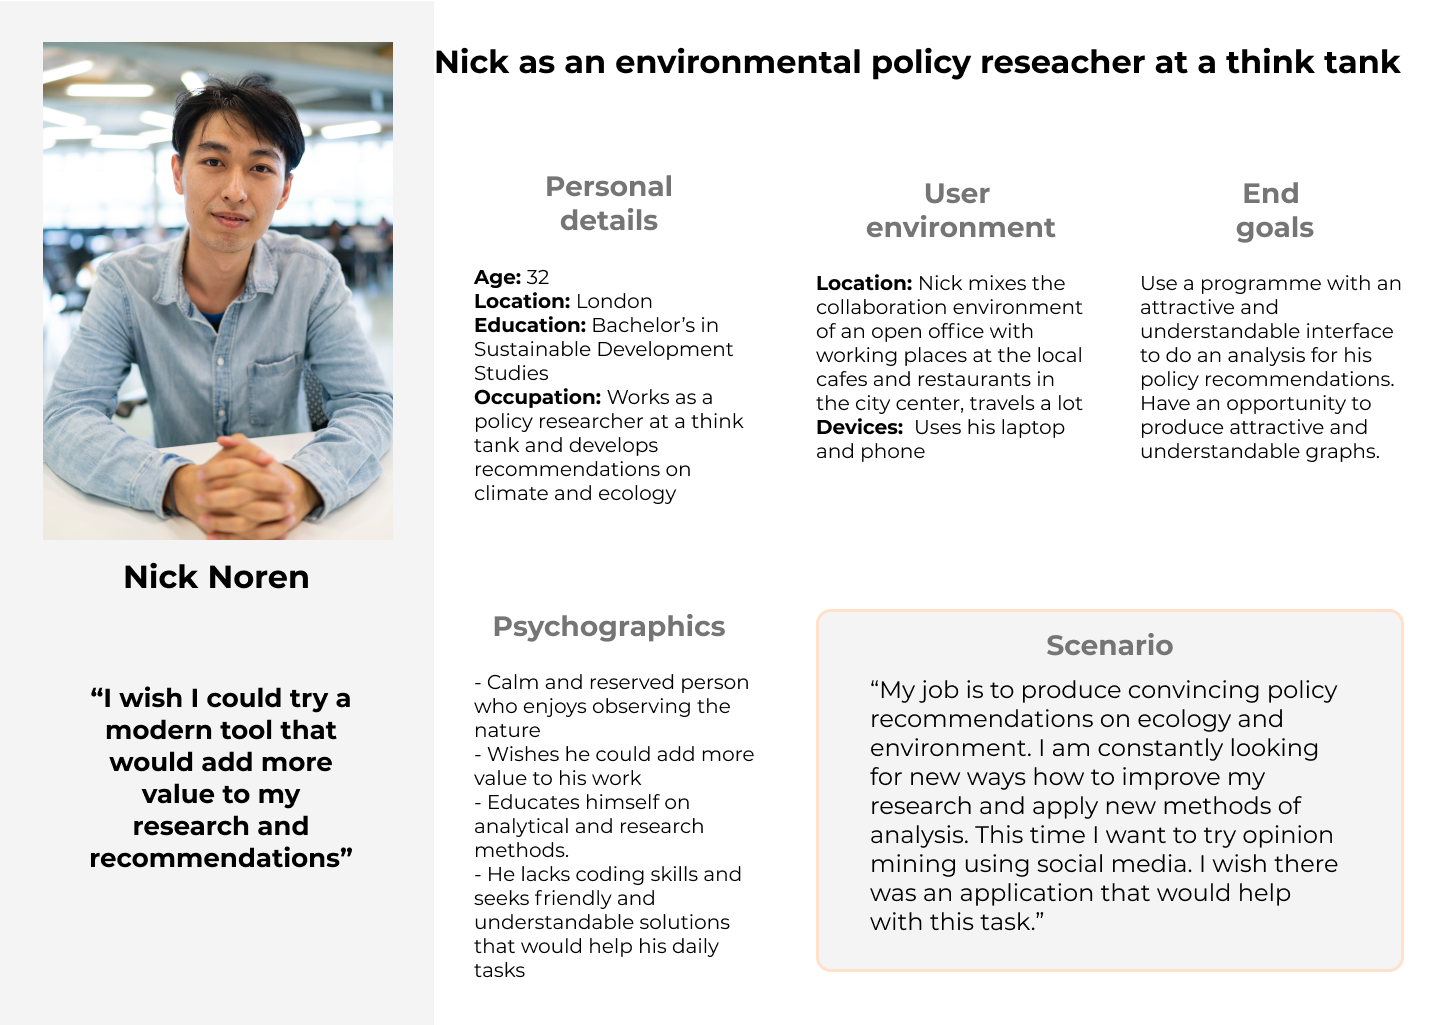 Nick as an environmental policy reseacher at a think tank
Nick Noren
“I wish I could try a
modern tool that
would add more
value to my
research and
recommendations”
Personal
details
Age: 32
Location: London
Education: Bachelor’s in
Sustainable Development
Studies
Occupation: Works as a
policy researcher at a think
tank and develops
recommendations on
climate and ecology
User
environment
Location: Nick mixes the
collaboration environment
of an open office with
working places at the local
cafes and restaurants in
the city center, travels a lot
Devices:  Uses his laptop
and phone
End
goals
Use a programme with an
attractive and
understandable interface
to do an analysis for his
policy recommendations.
Have an opportunity to
produce attractive and
understandable graphs.
Psychographics
- Calm and reserved person
who enjoys observing the
nature
- Wishes he could add more
value to his work
- Educates himself on
analytical and research
methods.
- He lacks coding skills and
seeks friendly and
understandable solutions
that would help his daily
tasks
Scenario
“My job is to produce convincing policy
recommendations on ecology and
environment. I am constantly looking
for new ways how to improve my
research and apply new methods of
analysis. This time I want to try opinion
mining using social media. I wish there
was an application that would help
with this task.”